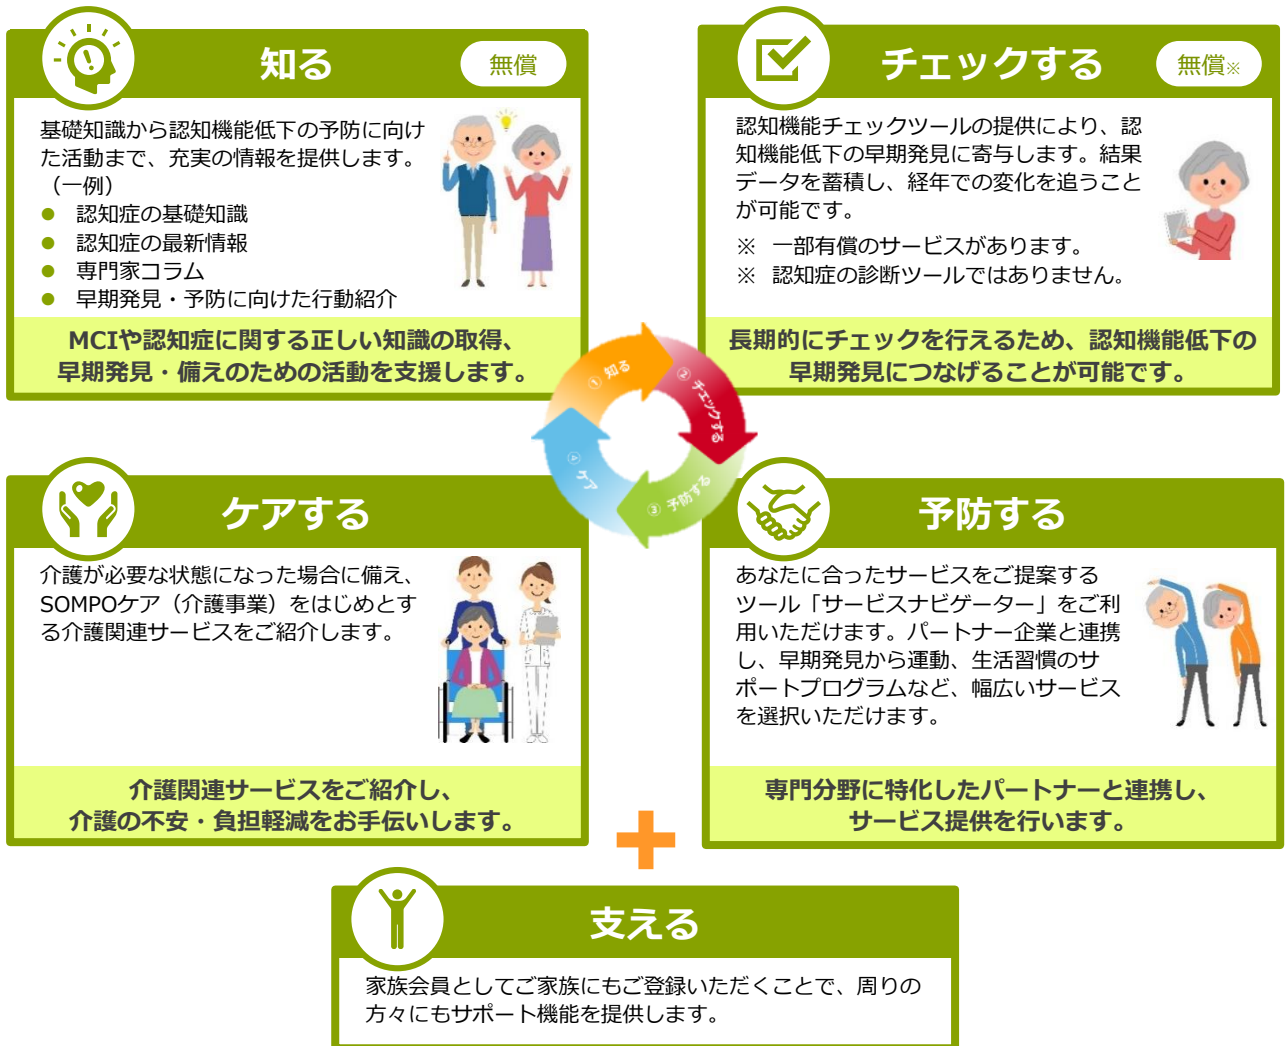 知る
無償
基礎知識から認知機能低下の予防に向け
た活動まで、充実の情報を提供します。
（一例）
● 認知症の基礎知識
● 認知症の最新情報
● 専門家コラム
● 早期発見・予防に向けた行動紹介
MCIや認知症に関する正しい知識の取得、
早期発見・備えのための活動を支援します。
チェックする
無償※
認知機能チェックツールの提供により、認
知機能低下の早期発見に寄与します。結果
データを蓄積し、経年での変化を追うこと
が可能です。
※ 一部有償のサービスがあります。
※ 認知症の診断ツールではありません。
長期的にチェックを行えるため、認知機能低下の
早期発見につなげることが可能です。
① 知る
② チェックする
③ 予防する
④ ケア
ケアする
介護が必要な状態になった場合に備え、
SOMPOケア（介護事業）をはじめとす
る介護関連サービスをご紹介します。
介護関連サービスをご紹介し、
介護の不安・負担軽減をお手伝いします。
予防する
あなたに合ったサービスをご提案する
ツール「サービスナビゲーター」をご利
用いただけます。パートナー企業と連携
し、早期発見から運動、生活習慣のサ
ポートプログラムなど、幅広いサービス
を選択いただけます。
専門分野に特化したパートナーと連携し、
サービス提供を行います。
支える
家族会員としてご家族にもご登録いただくことで、周りの
方々にもサポート機能を提供します。